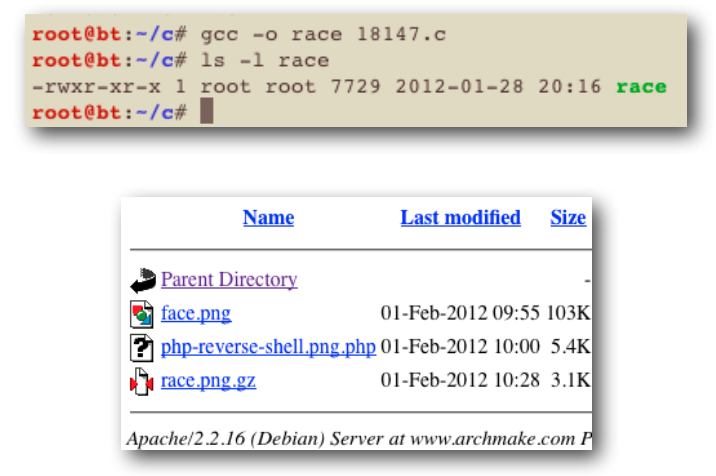 root@bt:~/c# gcc -o race 18147.c
root@bt:~/c# ls -l race
-rwxr-xr-x 1 root root 7729 2012-01-28 20:16 race
root@bt:~/c#
Name Last modified Size
Parent Directory -
face.png 01-Feb-2012 09:55 103K
php-reverse-shell.png.php 01-Feb-2012 10:00 5.4K
race.png.gz 01-Feb-2012 10:28 3.1K
Apache/2.2.16 (Debian) Server at www.archmake.com P